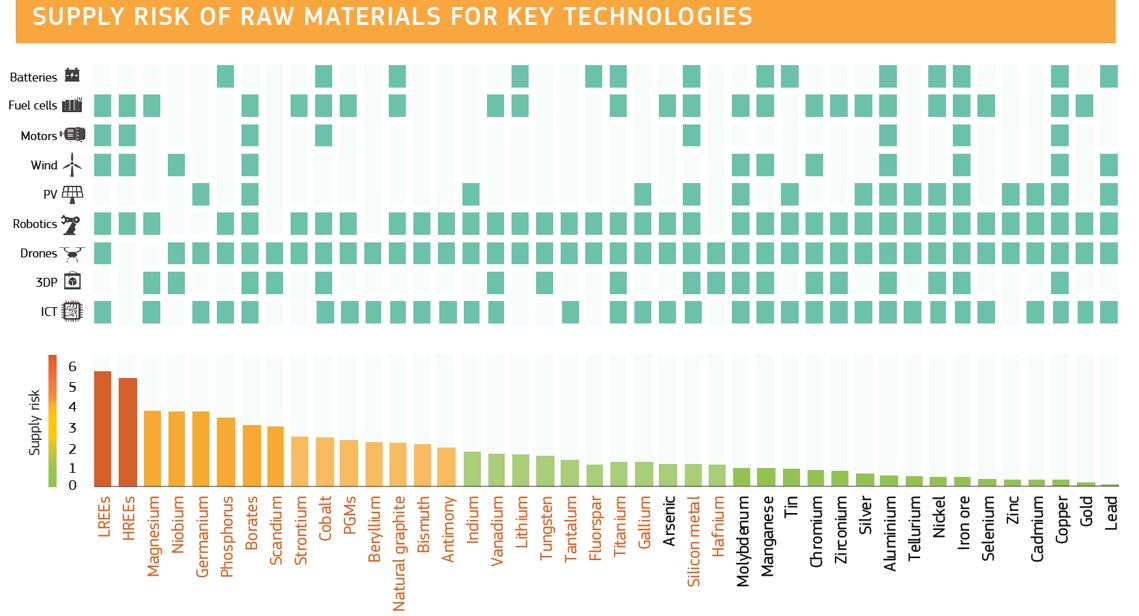 SUPPLY RISK OF RAW MATERIALS FOR KEY TECHNOLOGIES
Batteries
Fuel cells
Motors
Wind
PV
Robotics
Drones
3DP
ICT
Supply risk
6
5
4
3
2
1
0
LREEs
HREEs
Magnesium
Niobium
Germanium
Phosphorus
Borates
Scandium
Strontium
Cobalt
PGMs
Beryllium
Natural graphite
Bismuth
Antimony
Indium
Vanadium
Lithium
Tungsten
Tantalum
Fluorspar
Titanium
Gallium
Arsenic
Silicon metal
Hafnium
Molybdenum
Manganese
Tin
Chromium
Zirconium
Silver
Aluminium
Tellurium
Nickel
Iron ore
Selenium
Zinc
Cadmium
Copper
Gold
Lead